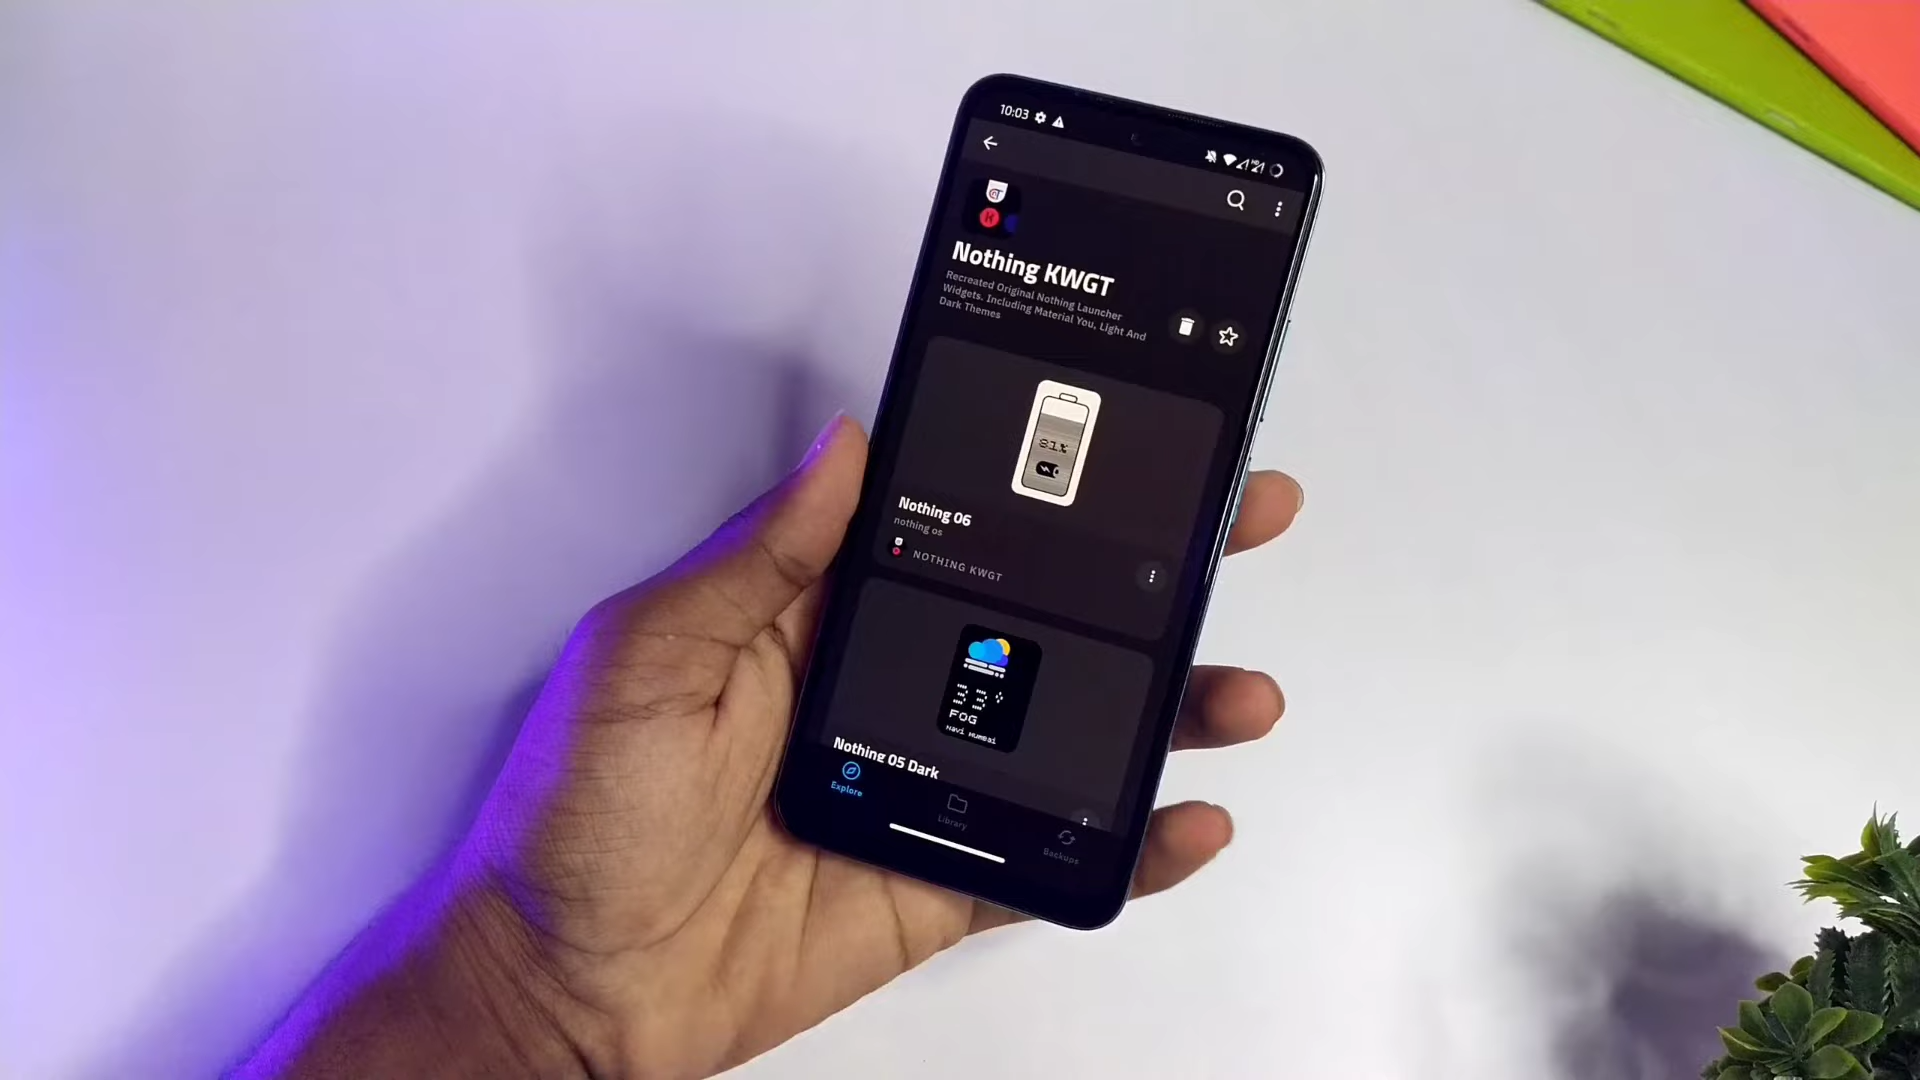 10:03
Nothing KWGT
Recreated Original Nothing Launcher
Widgets. Including Material You, Light And
Dark Themes
81%
Nothing 06
nothing os
NOTHING KWGT
33°
FOG
Navi Mumbai
Nothing 05 Dark
Explore
Library
Backups